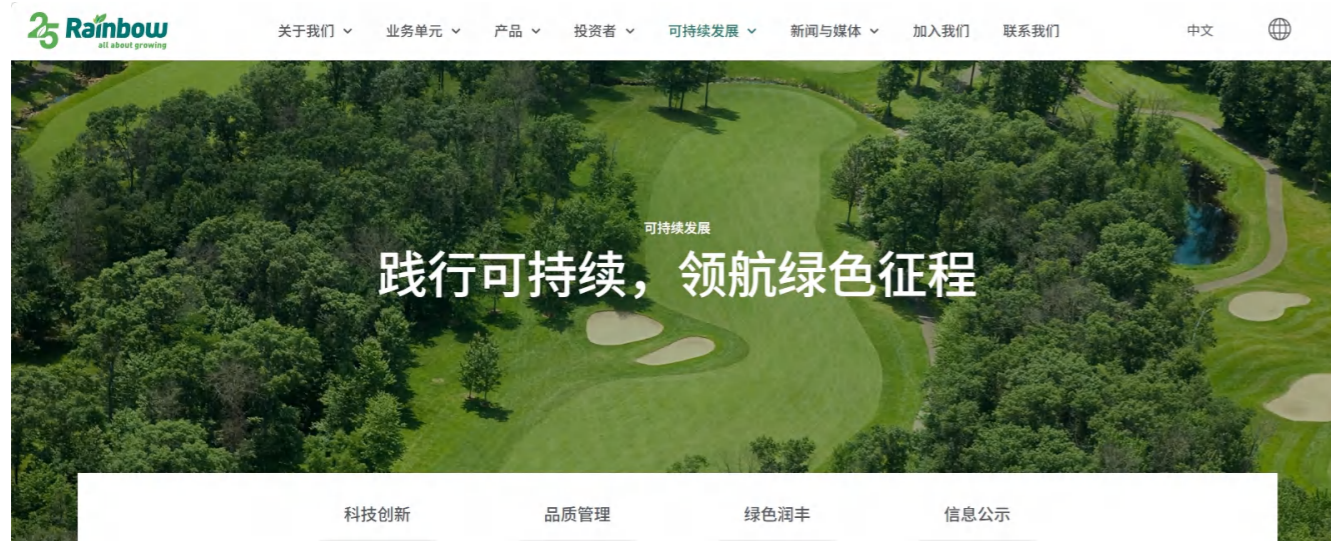 25 Rainbow
all about growing
关于我们 业务单元 产品 投资者 可持续发展 新闻与媒体 加入我们 联系我们 中文
可持续发展
践行可持续，领航绿色征程
科技创新 品质管理 绿色润丰 信息公示